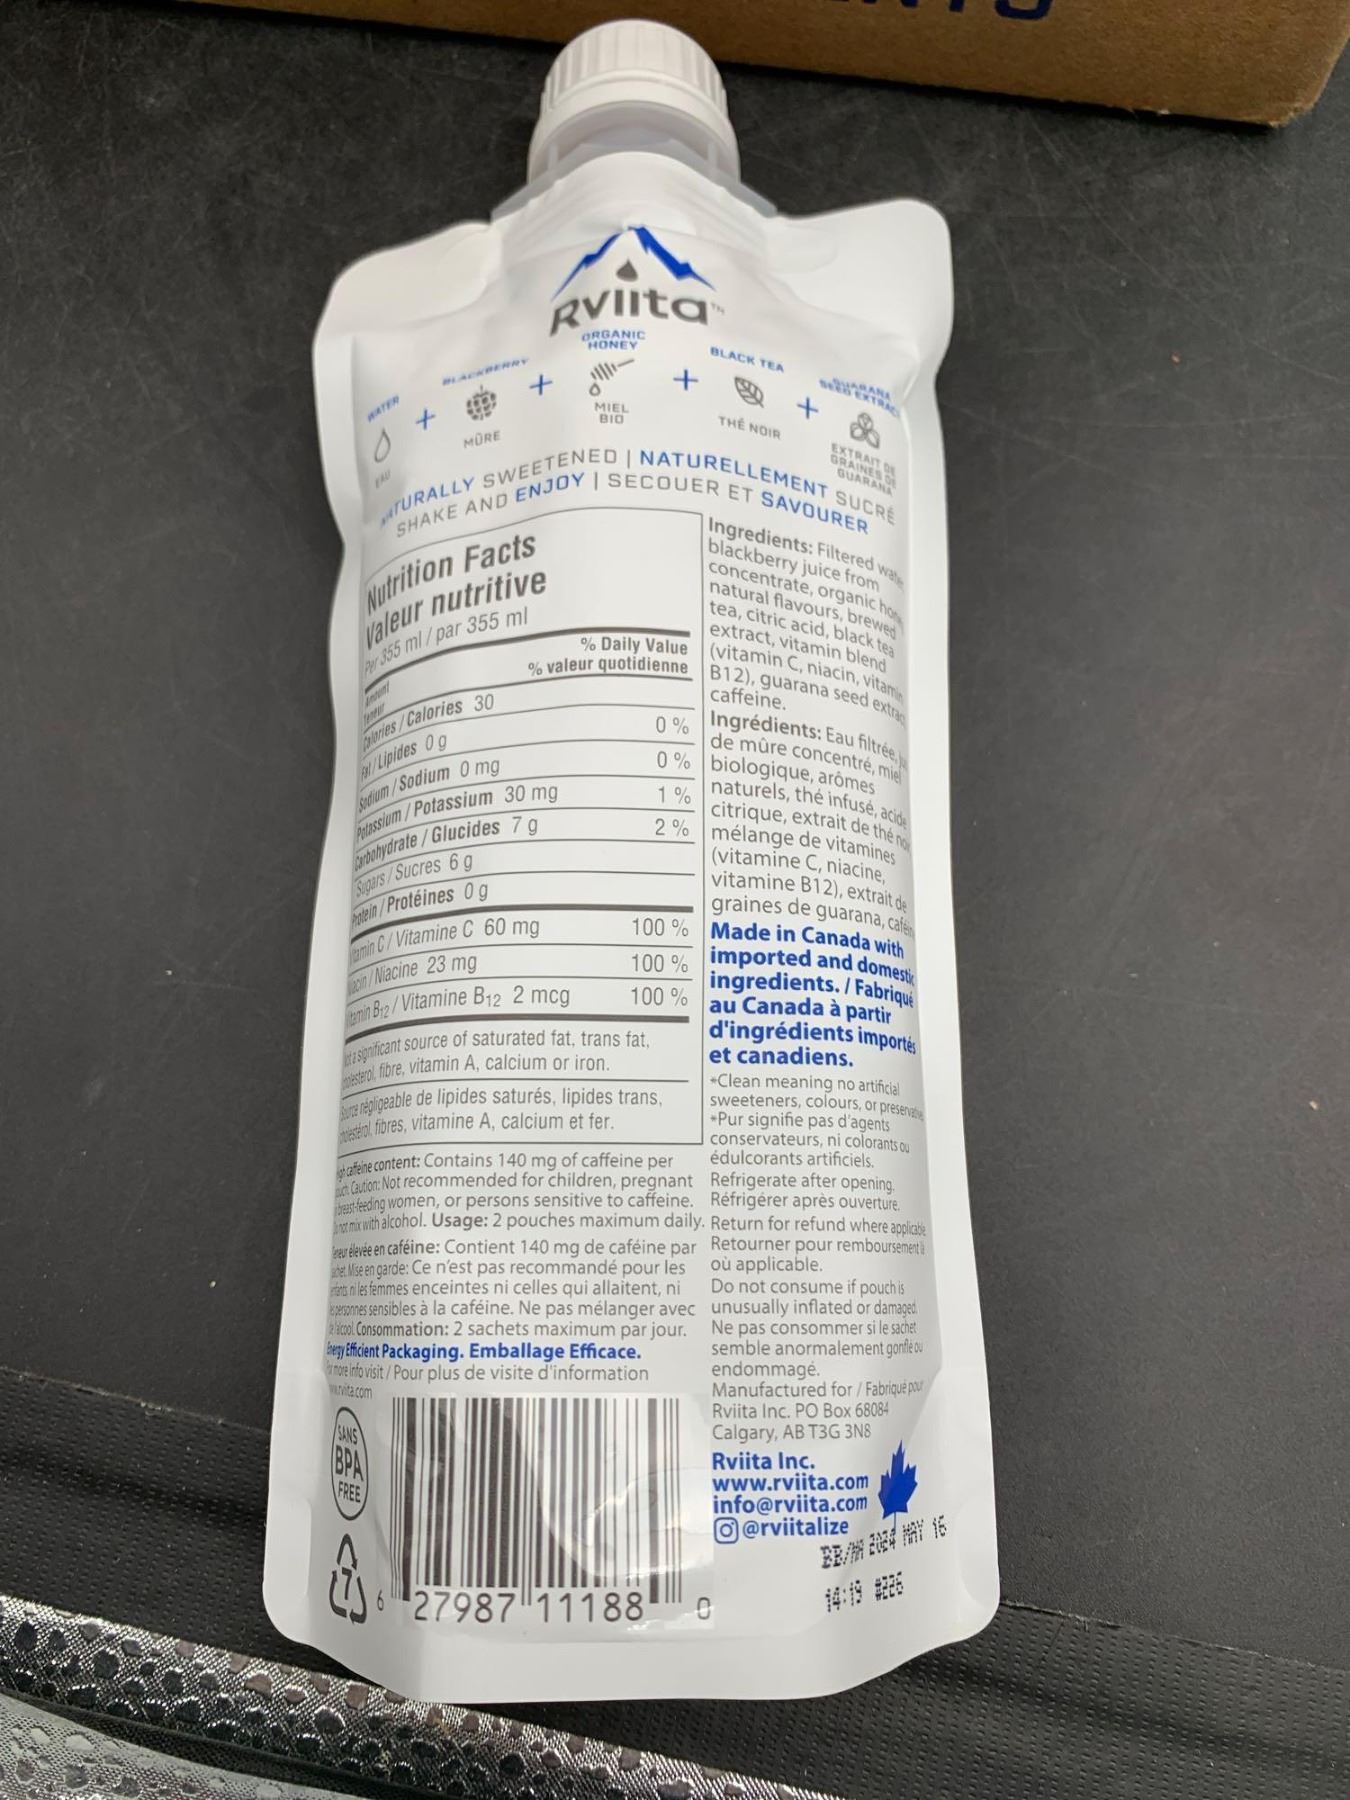 Rviita™
WATER + BLACKBERRY + ORGANIC HONEY + BLACK TEA + GUARANA SEED EXTRACT
EAU MÛRE MIEL BIO THÉ NOIR EXTRAIT DE GRAINES DE GUARANA
NATURALLY SWEETENED | NATURELLEMENT SUCRÉ
SHAKE AND ENJOY | SECOUER ET SAVOURER
Nutrition Facts
Valeur nutritive
Per 355 ml / par 355 ml
Amount
Teneur
% Daily Value
% valeur quotidienne
Calories / Calories 30
Fat / Lipides 0 g 0 %
Sodium / Sodium 0 mg 0 %
Potassium / Potassium 30 mg 1 %
Carbohydrate / Glucides 7 g 2 %
Sugars / Sucres 6 g
Protein / Protéines 0 g
Vitamin C / Vitamine C 60 mg 100 %
Niacin / Niacine 23 mg 100 %
Vitamin B12 / Vitamine B12 2 mcg 100 %
Not a significant source of saturated fat, trans fat,
cholesterol, fibre, vitamin A, calcium or iron.
Source négligeable de lipides saturés, lipides trans,
cholestérol, fibres, vitamine A, calcium et fer.
High caffeine content: Contains 140 mg of caffeine per
pouch. Caution: Not recommended for children, pregnant
breast-feeding women, or persons sensitive to caffeine.
Do not mix with alcohol. Usage: 2 pouches maximum daily.
Teneur élevée en caféine: Contient 140 mg de caféine par
sachet. Mise en garde: Ce n'est pas recommandé pour les
enfants, ni les femmes enceintes ni celles qui allaitent, ni
les personnes sensibles à la caféine. Ne pas mélanger avec
de l'alcool. Consommation: 2 sachets maximum par jour.
Energy Efficient Packaging. Emballage Efficace.
For more info visit / Pour plus de visite d'information
www.rviita.com
SANS
BPA
FREE
7
6 27987 11188 0
Ingredients: Filtered water
blackberry juice from
concentrate, organic honey
natural flavours, brewed
tea, citric acid, black tea
extract, vitamin blend
(vitamin C, niacin, vitamin
B12), guarana seed extract
caffeine.
Ingrédients: Eau filtrée, jus
de mûre concentré, miel
biologique, arômes
naturels, thé infusé, acide
citrique, extrait de thé noir
mélange de vitamines
(vitamine C, niacine,
vitamine B12), extrait de
graines de guarana, caféine
Made in Canada with
imported and domestic
ingredients. / Fabriqué
au Canada à partir
d'ingrédients importés
et canadiens.
*Clean meaning no artificial
sweeteners, colours, or preservatives
*Pur signifie pas d'agents
conservateurs, ni colorants ou
édulcorants artificiels.
Refrigerate after opening.
Réfrigérer après ouverture.
Return for refund where applicable
Retourner pour remboursement là
où applicable.
Do not consume if pouch is
unusually inflated or damaged.
Ne pas consommer si le sachet
semble anormalement gonflé ou
endommagé.
Manufactured for / Fabriqué pour
Rviita Inc. PO Box 68084
Calgary, AB T3G 3N8
Rviita Inc.
www.rviita.com
info@rviita.com
@rviitalize
BB/MA 2024 MAY 16
14:19 #226